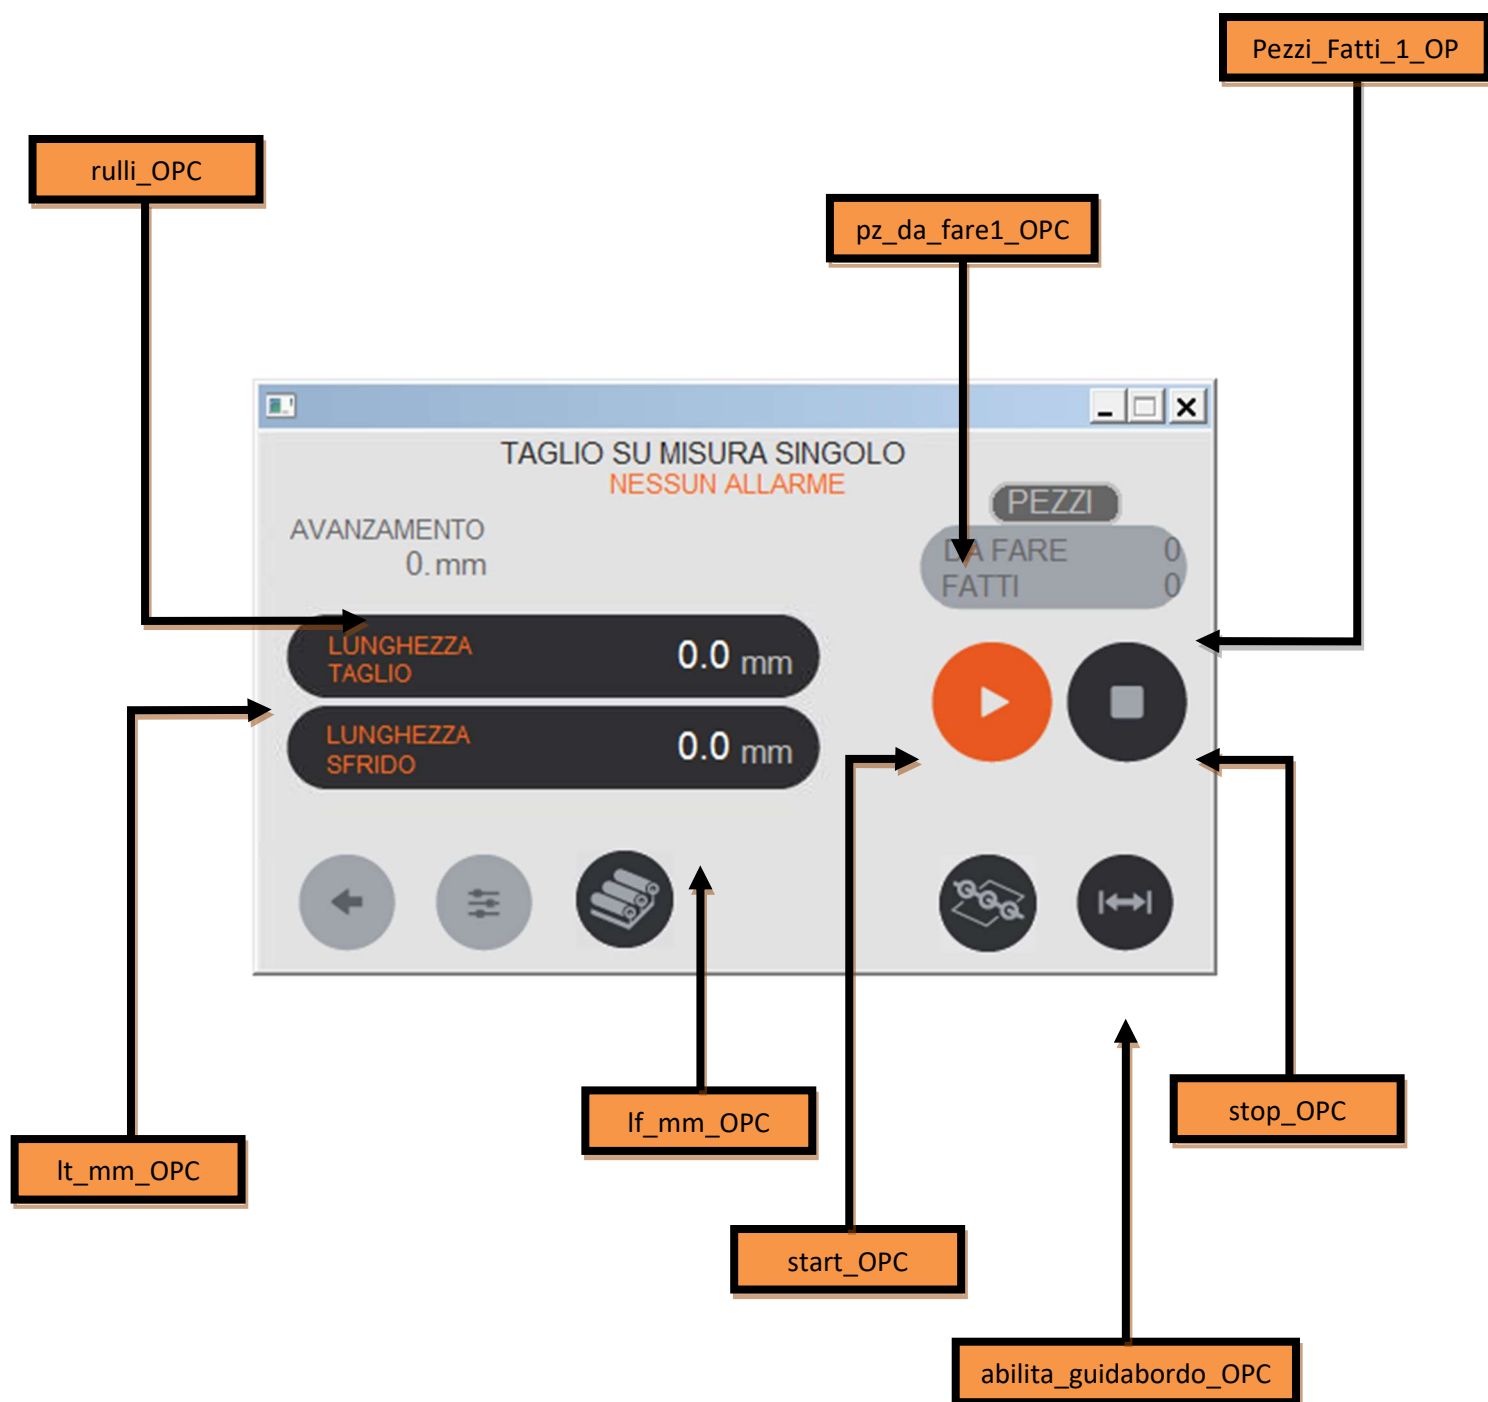 Pezzi_Fatti_1_OP
rulli_OPC
pz_da_fare1_OPC
TAGLIO SU MISURA SINGOLO
NESSUN ALLARME
PEZZI
AVANZAMENTO
0. mm
DA FARE 0
FATTI 0
LUNGHEZZA
TAGLIO
0.0 mm
LUNGHEZZA
SFRIDO
0.0 mm
lf_mm_OPC
stop_OPC
lt_mm_OPC
start_OPC
abilita_guidabordo_OPC